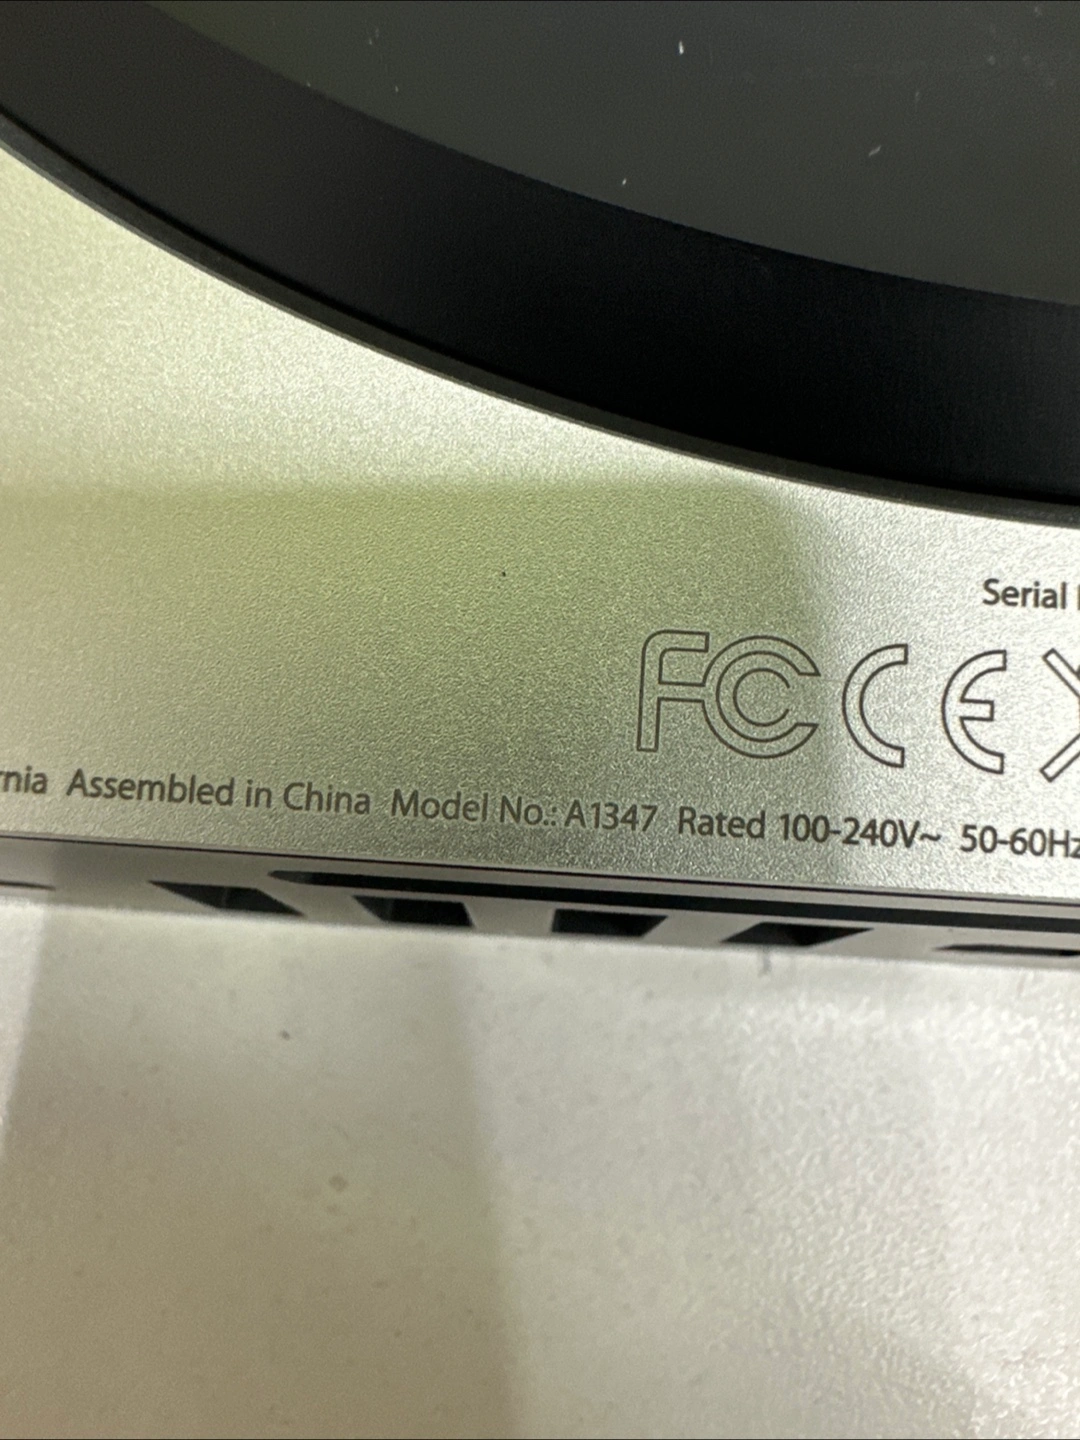 Serial
FC CE
Assembled in China Model No.: A1347 Rated 100-240V~ 50-60Hz